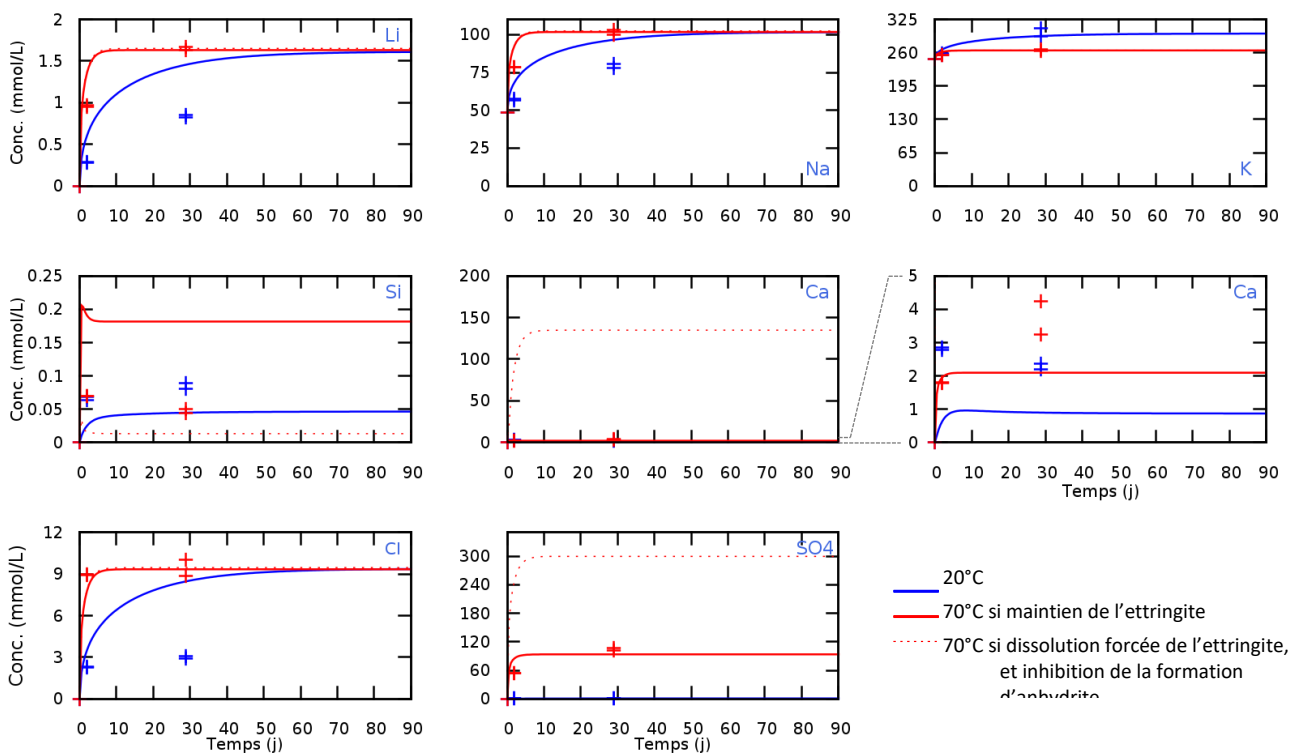 Conc. (mmol/L)
2
1.5
1
0.5
0
0 10 20 30 40 50 60 70 80 90
Li
100
75
50
25
0
0 10 20 30 40 50 60 70 80 90
Na
325
260
195
130
65
0
0 10 20 30 40 50 60 70 80 90
K
Conc. (mmol/L)
0.25
0.2
0.15
0.1
0.05
0
0 10 20 30 40 50 60 70 80 90
Si
200
150
100
50
0
0 10 20 30 40 50 60 70 80 90
Ca
5
4
3
2
1
0
0 10 20 30 40 50 60 70 80 90
Temps (j)
Ca
Conc. (mmol/L)
12
9
6
3
0
0 10 20 30 40 50 60 70 80 90
Temps (j)
Cl
300
240
180
120
60
0
0 10 20 30 40 50 60 70 80 90
Temps (j)
SO4
20°C
70°C si maintien de l'ettringite
70°C si dissolution forcée de l'ettringite,
et inhibition de la formation
d'anhydrite